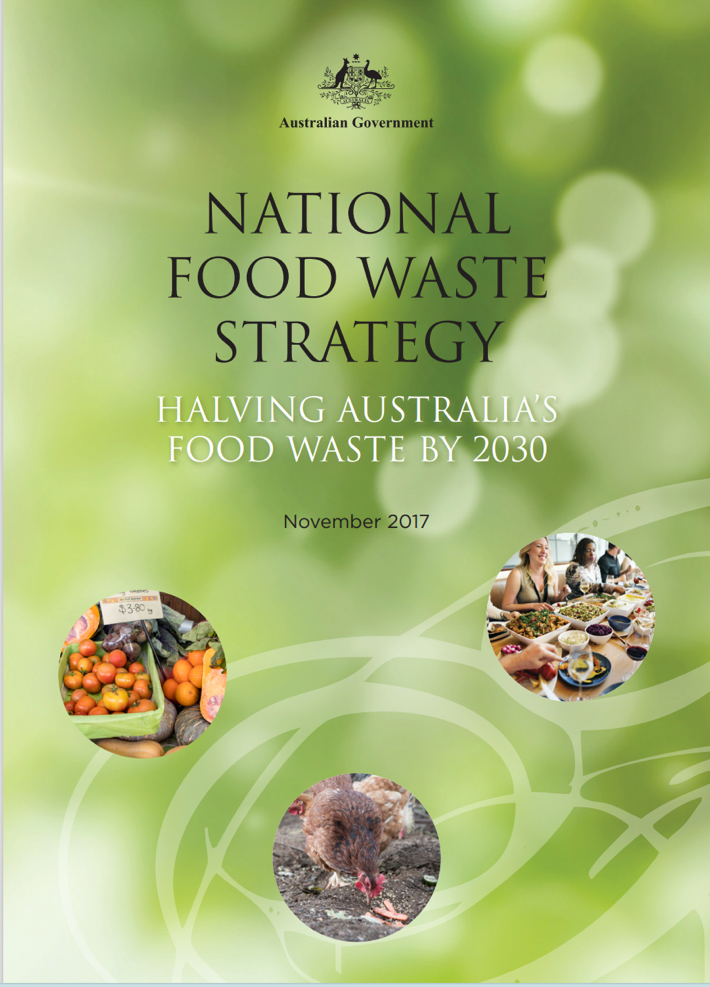 Australian Government
NATIONAL
FOOD WASTE
STRATEGY
HALVING AUSTRALIA'S
FOOD WASTE BY 2030
November 2017
$3.80